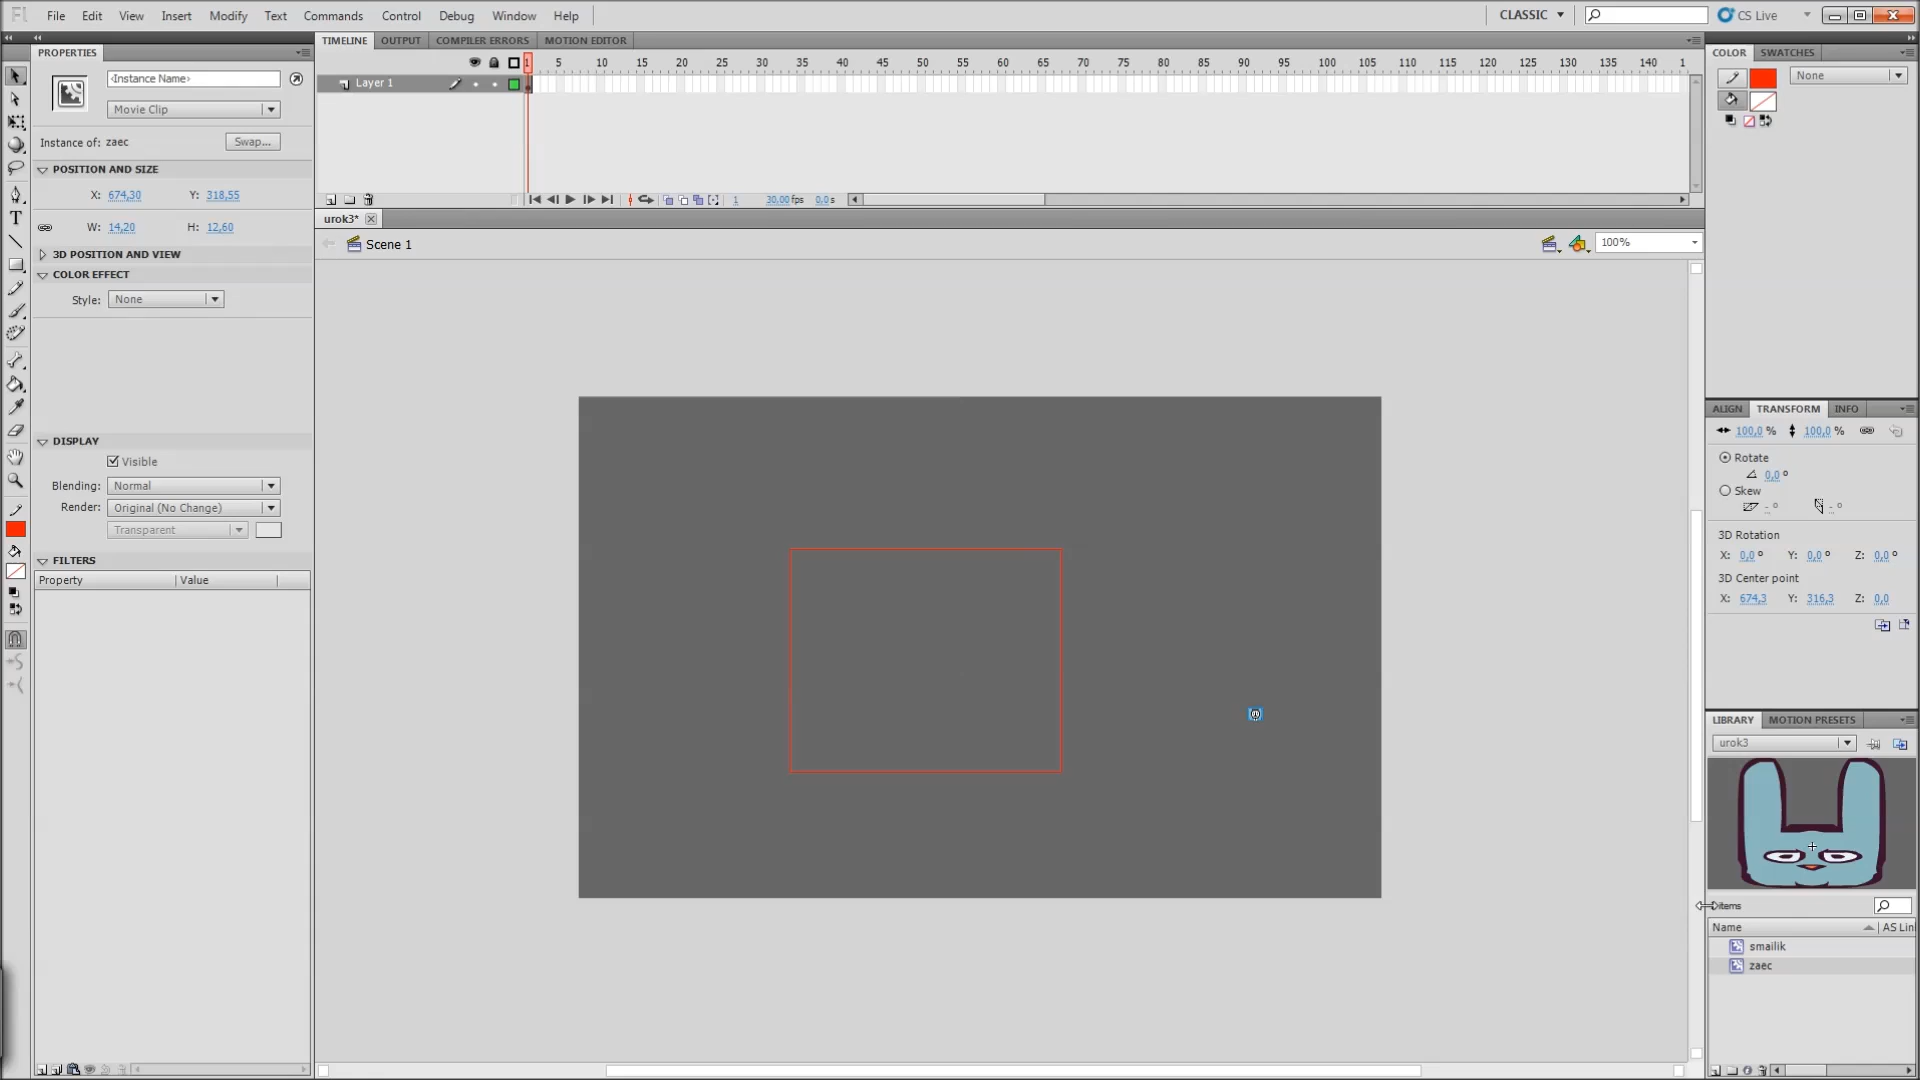 Fl File Edit View Insert Modify Text Commands Control Debug Window Help CLASSIC CS Live
PROPERTIES
‹Instance Name›
Movie Clip
Instance of: zaec Swap...
POSITION AND SIZE
X: 674,30 Y: 318,55
W: 14,20 H: 12,60
3D POSITION AND VIEW
COLOR EFFECT
Style: None
DISPLAY
Visible
Blending: Normal
Render: Original (No Change)
Transparent
FILTERS
Property Value
TIMELINE OUTPUT COMPILER ERRORS MOTION EDITOR
1 5 10 15 20 25 30 35 40 45 50 55 60 65 70 75 80 85 90 95 100 105 110 115 120 125 130 135 140 1
Layer 1
1 30,00 fps 0,0 s
urok3*
Scene 1 100%
COLOR SWATCHES
None
ALIGN TRANSFORM INFO
100,0 % 100,0 %
Rotate
0,0 °
Skew
- ° - °
3D Rotation
X: 0,0 ° Y: 0,0 ° Z: 0,0 °
3D Center point
X: 674,3 Y: 316,3 Z: 0,0
LIBRARY MOTION PRESETS
urok3
items
Name AS Lin
smailik
zaec